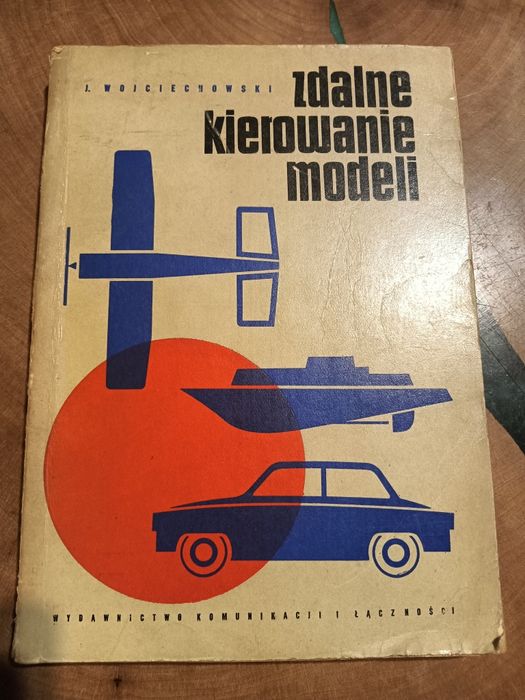 J. WOJCIECHOWSKI
zdalne
kierowanie
modeli
WYDAWNICTWO KOMUNIKACJI I ŁĄCZNOŚCI